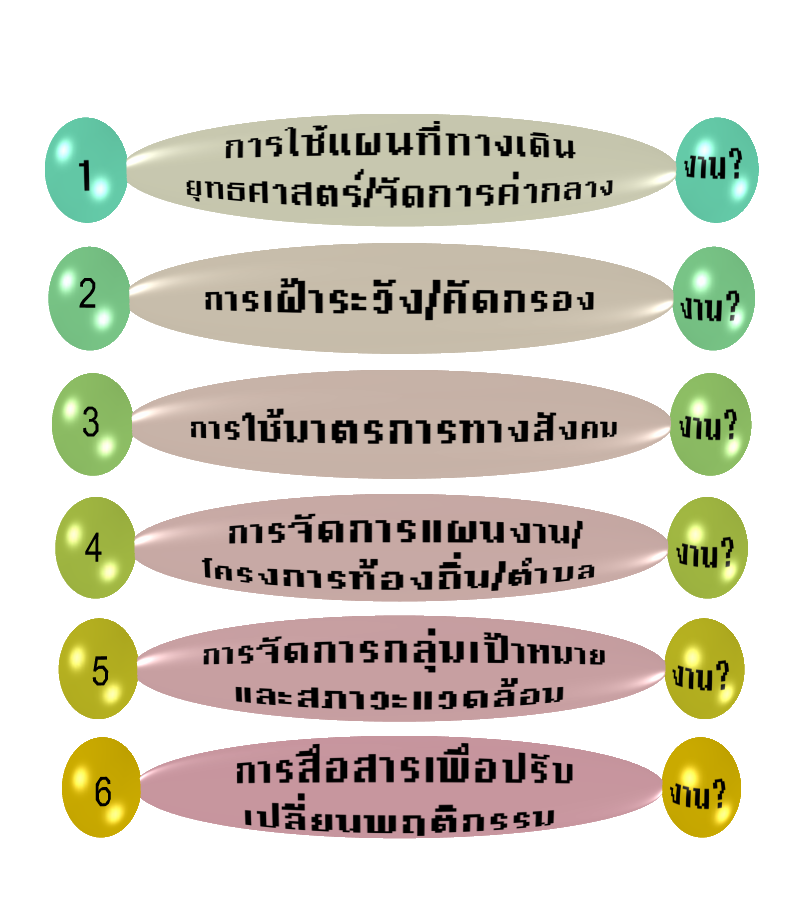 1
การใช้แผนที่ทางเดิน
ยุทธศาสตร์/จัดการค่ากลาง
งาน?
2
การเฝ้าระวัง/คัดกรอง
งาน?
3
การใช้มาตรการทางสังคม
งาน?
4
การจัดการแผนงาน/
โครงการท้องถิ่น/ตำบล
งาน?
5
การจัดการกลุ่มเป้าหมาย
และสภาวะแวดล้อม
งาน?
6
การสื่อสารเพื่อปรับ
เปลี่ยนพฤติกรรม
งาน?